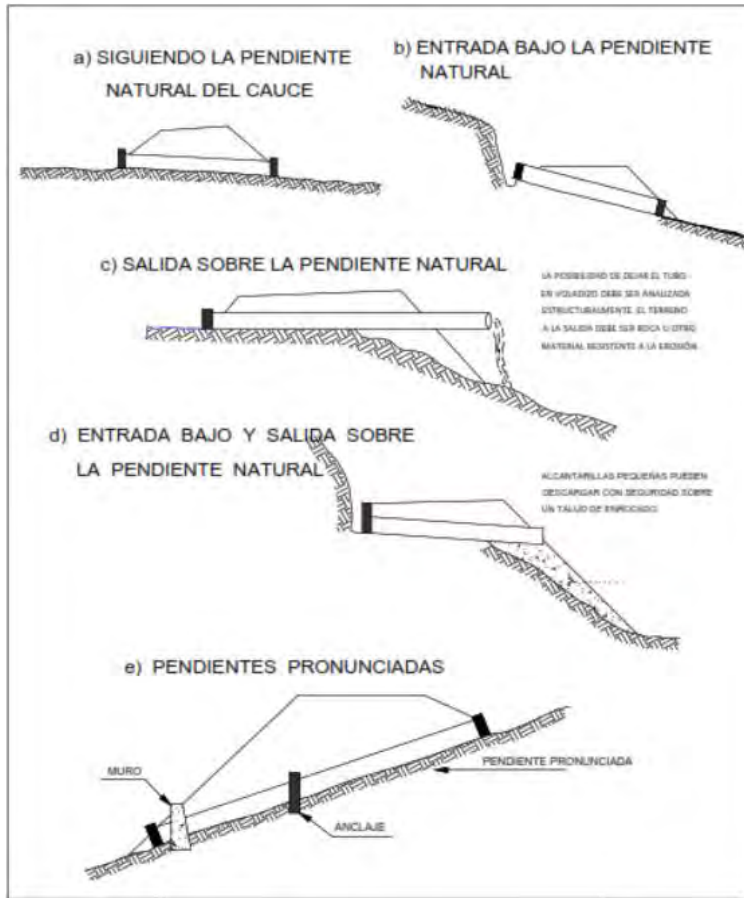 a) SIGUIENDO LA PENDIENTE
NATURAL DEL CAUCE
b) ENTRADA BAJO LA PENDIENTE
NATURAL
c) SALIDA SOBRE LA PENDIENTE NATURAL
LA POSIBILIDAD DE DEJAR EL TUBO
EN VOLADIZO DEBE SER ANALIZADA
ESTRUCTURALMENTE. EL TERRENO
A LA SALIDA DEBE SER ROCA U OTRO
MATERIAL RESISTENTE A LA EROSIÓN
d) ENTRADA BAJO Y SALIDA SOBRE
LA PENDIENTE NATURAL
ALCANTARILLAS PEQUEÑAS PUEDEN
DESCARGAR CON SEGURIDAD SOBRE
UN TALUD DE ENROCADO
e) PENDIENTES PRONUNCIADAS
MURO
PENDIENTE PRONUNCIADA
ANCLAJE